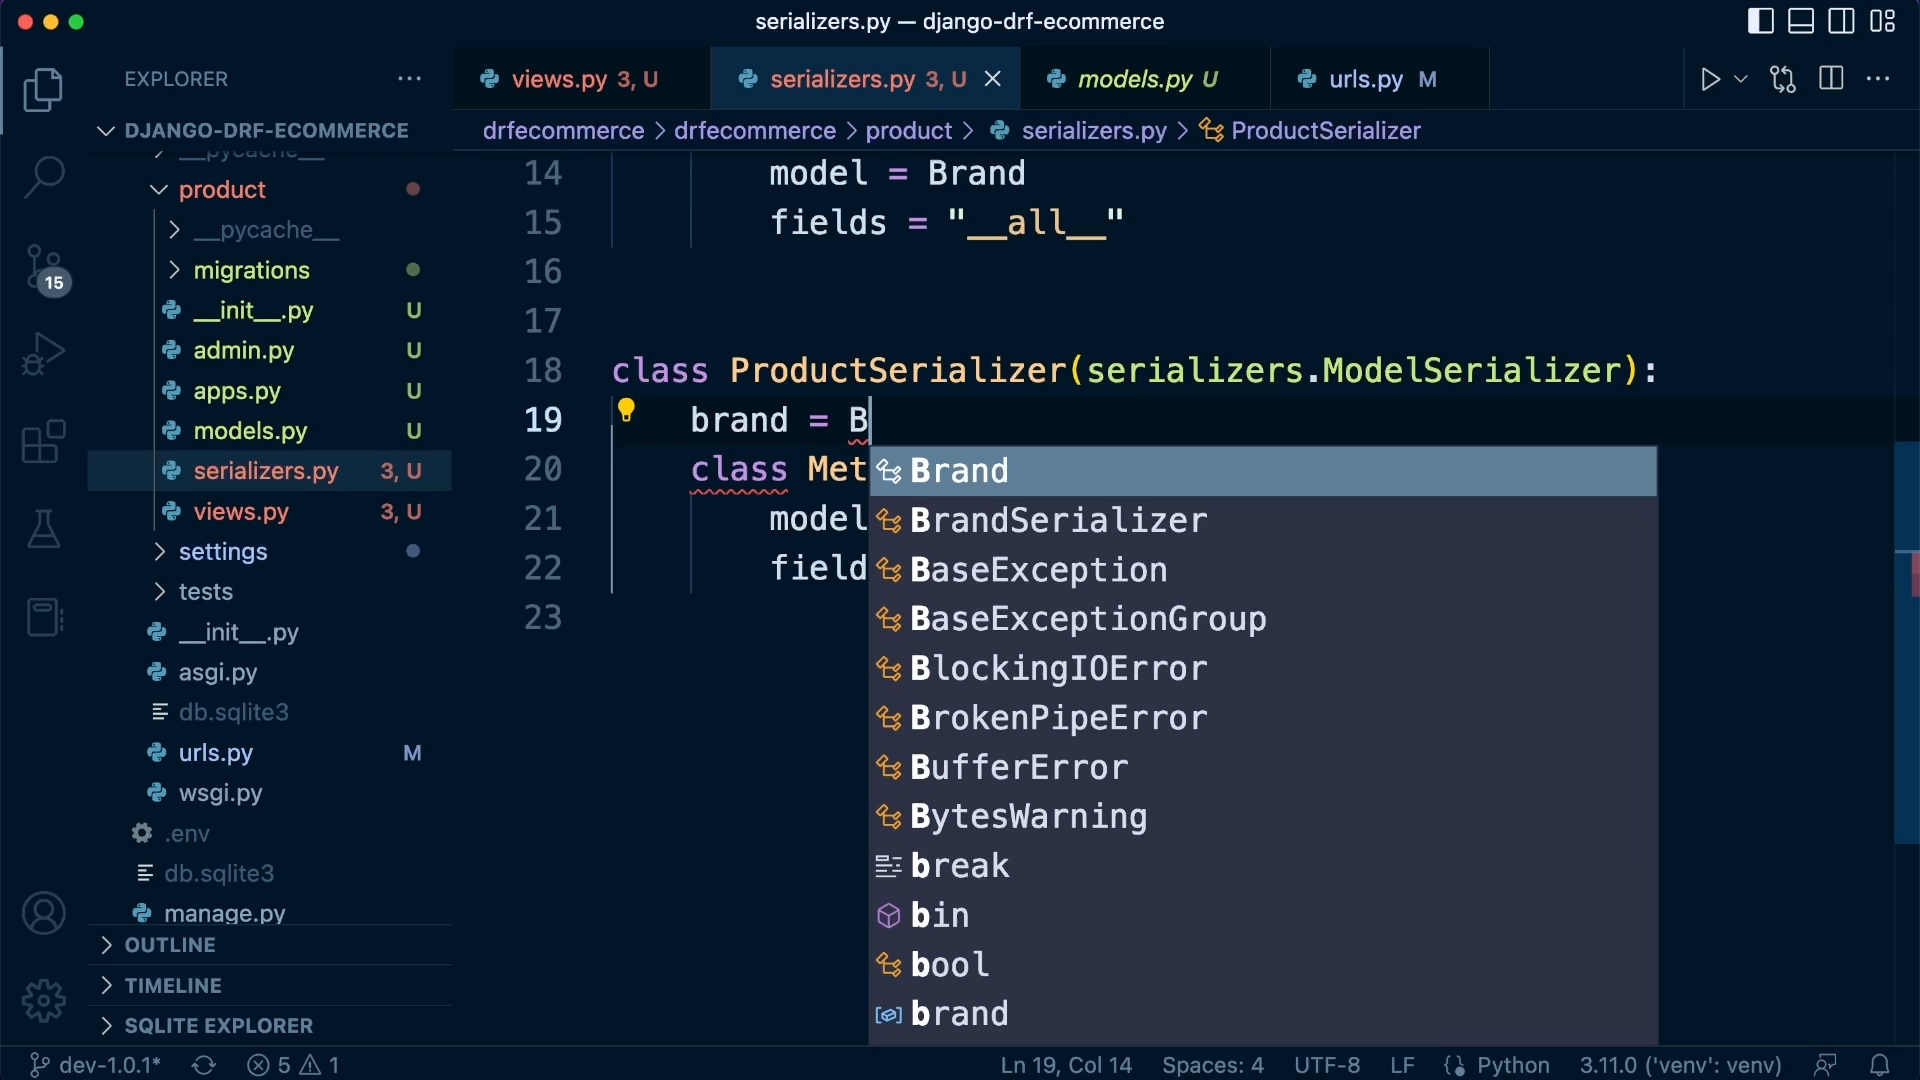 serializers.py — django-drf-ecommerce
EXPLORER
views.py 3, U
serializers.py 3, U
models.py U
urls.py M
DJANGO-DRF-ECOMMERCE
drfecommerce > drfecommerce > product > serializers.py > ProductSerializer
__pycache__
product
__pycache__
migrations
__init__.py U
admin.py U
apps.py U
models.py U
serializers.py 3, U
views.py 3, U
settings
tests
__init__.py
asgi.py
db.sqlite3
urls.py M
wsgi.py
.env
db.sqlite3
manage.py
OUTLINE
TIMELINE
SQLITE EXPLORER
15
14 model = Brand
15 fields = "__all__"
16
17
18 class ProductSerializer(serializers.ModelSerializer):
19 brand = B
20 class Met
21 model
22 field
23
Brand
BrandSerializer
BaseException
BaseExceptionGroup
BlockingIOError
BrokenPipeError
BufferError
BytesWarning
break
bin
bool
brand
dev-1.0.1* 5 1 Ln 19, Col 14 Spaces: 4 UTF-8 LF Python 3.11.0 ('venv': venv)